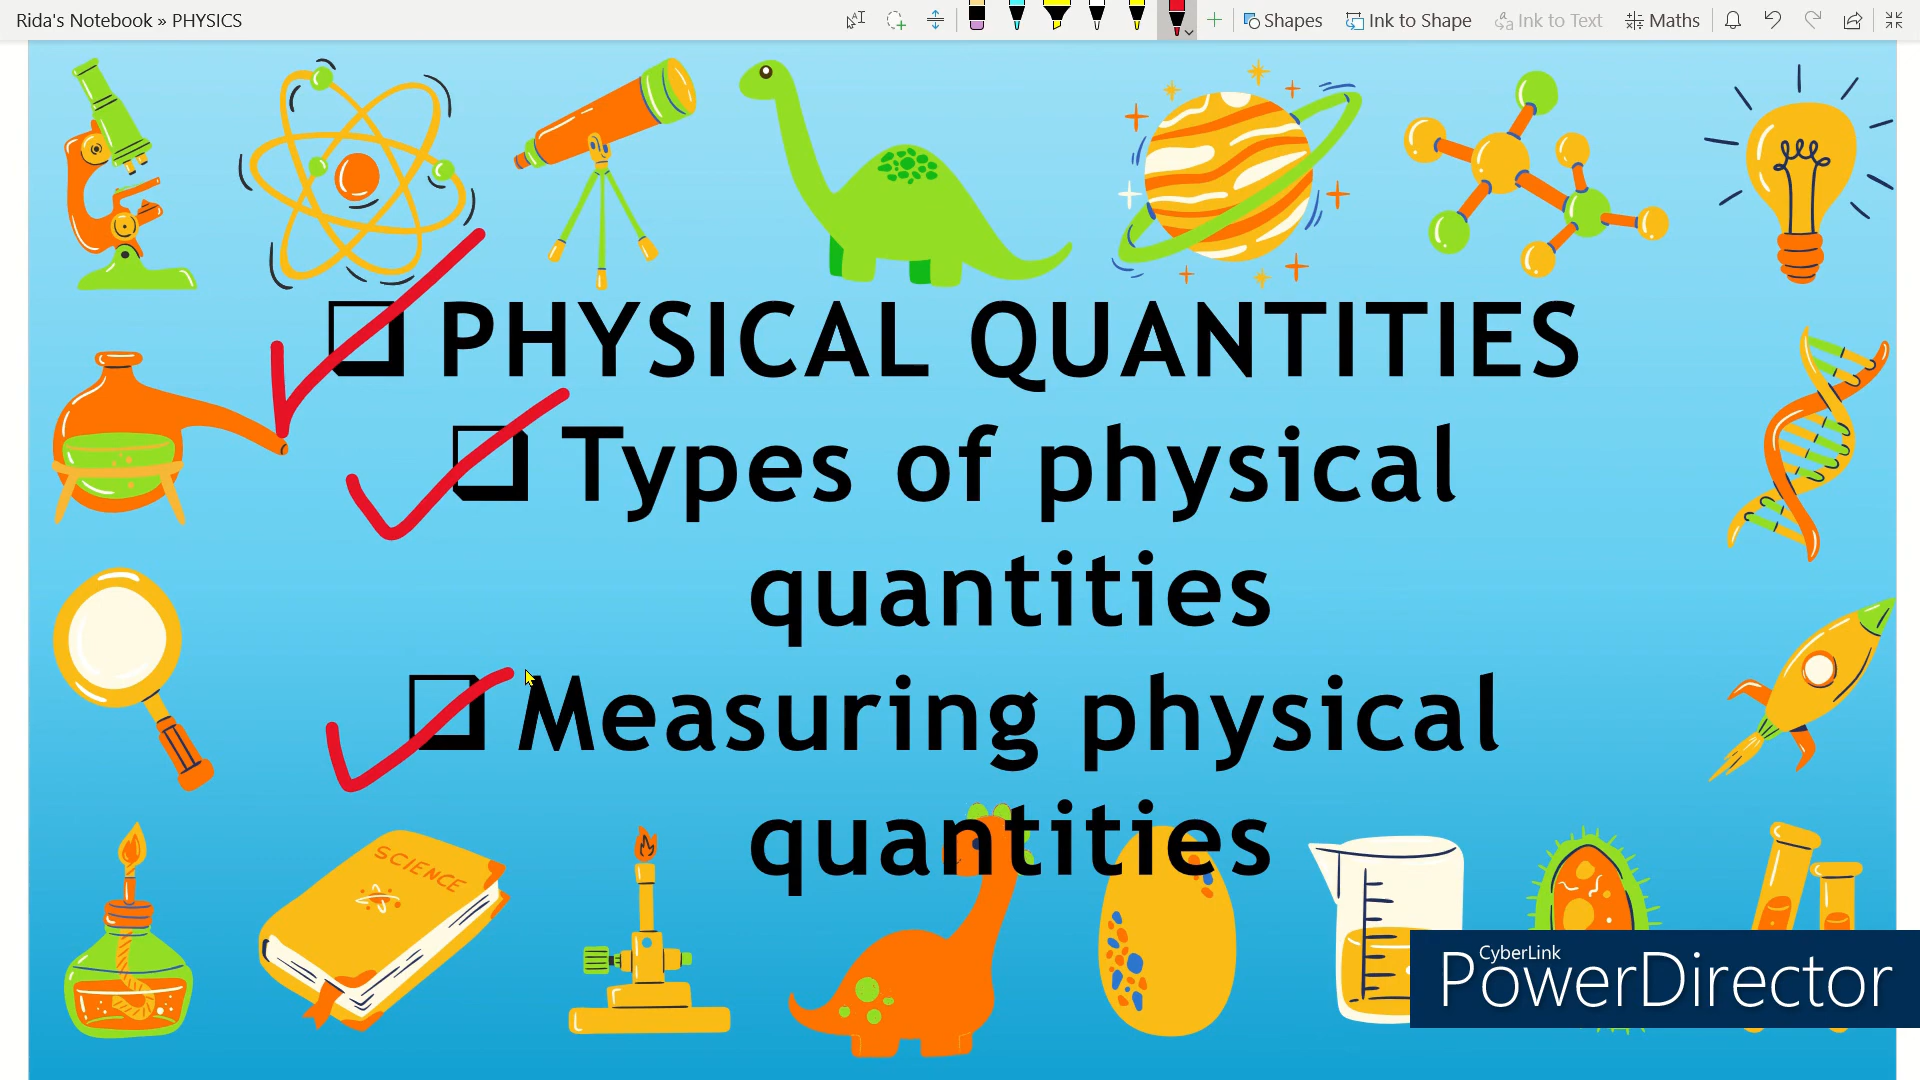 Rida's Notebook » PHYSICS
Shapes
Ink to Shape
Ink to Text
Maths
❑ PHYSICAL QUANTITIES
❑ Types of physical
quantities
❑ Measuring physical
quantities
SCIENCE
CyberLink
PowerDirector